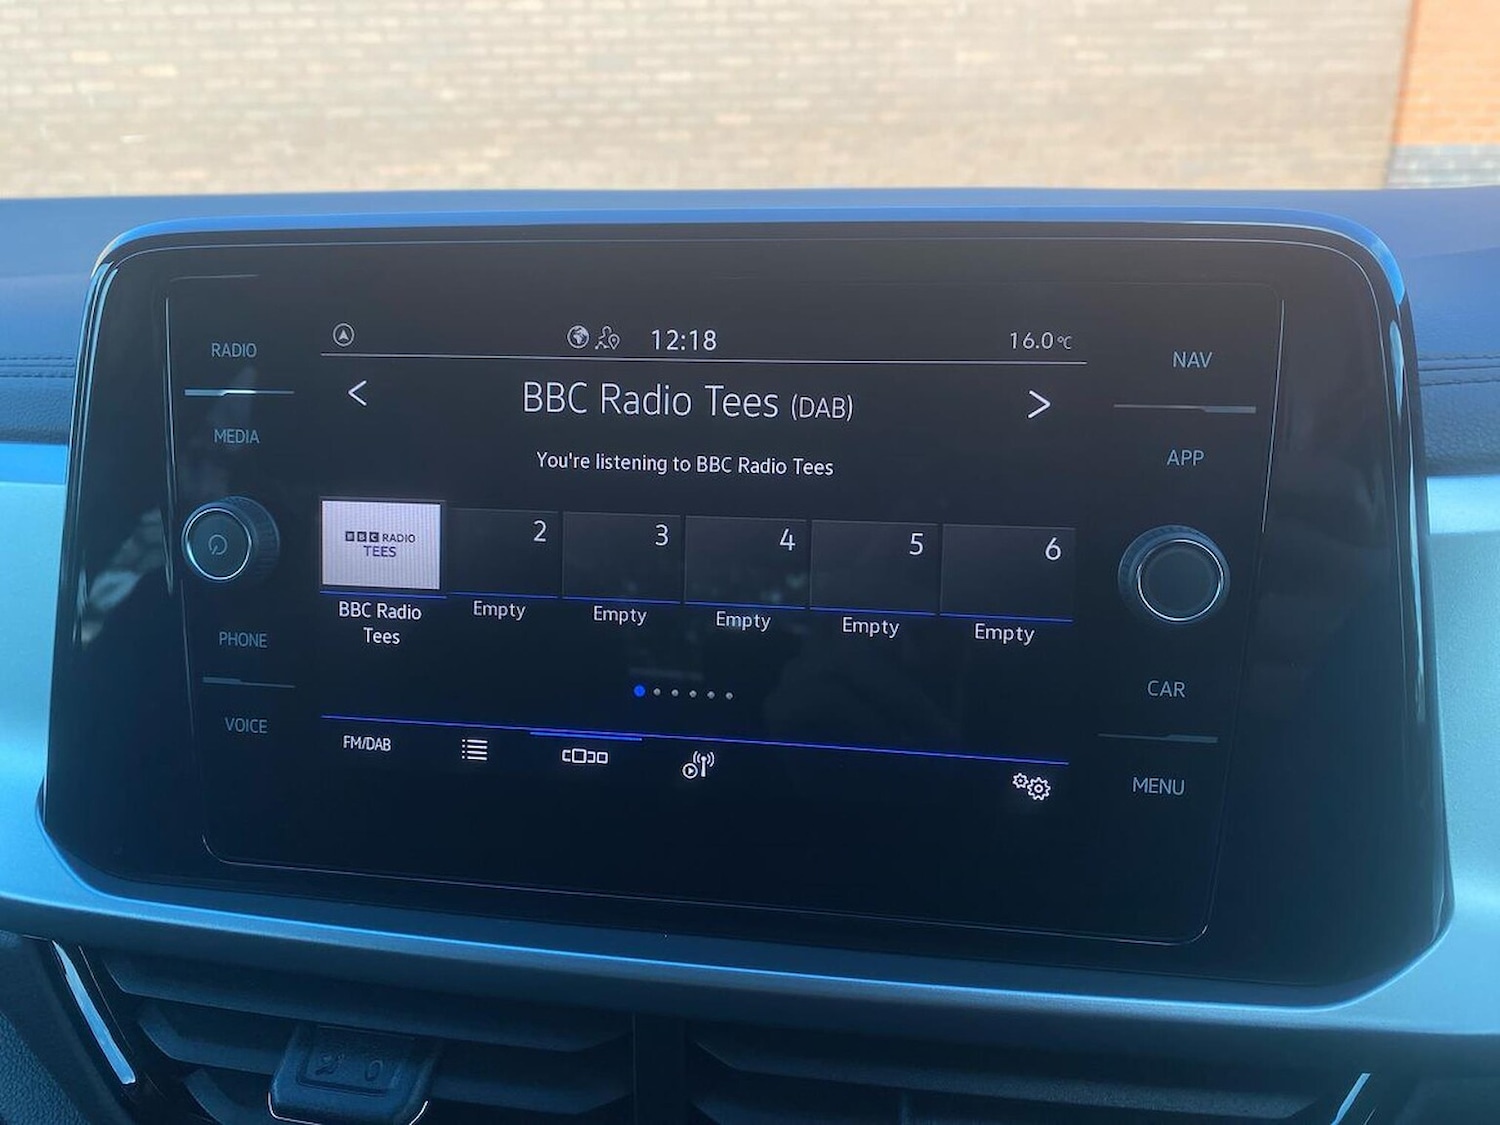 12:18
16.0°C
RADIO
MEDIA
PHONE
VOICE
<
BBC Radio Tees (DAB)
>
You're listening to BBC Radio Tees
BBC RADIO
TEES
2
3
4
5
6
BBC Radio
Tees
Empty
Empty
Empty
Empty
Empty
FM/DAB
NAV
APP
CAR
MENU